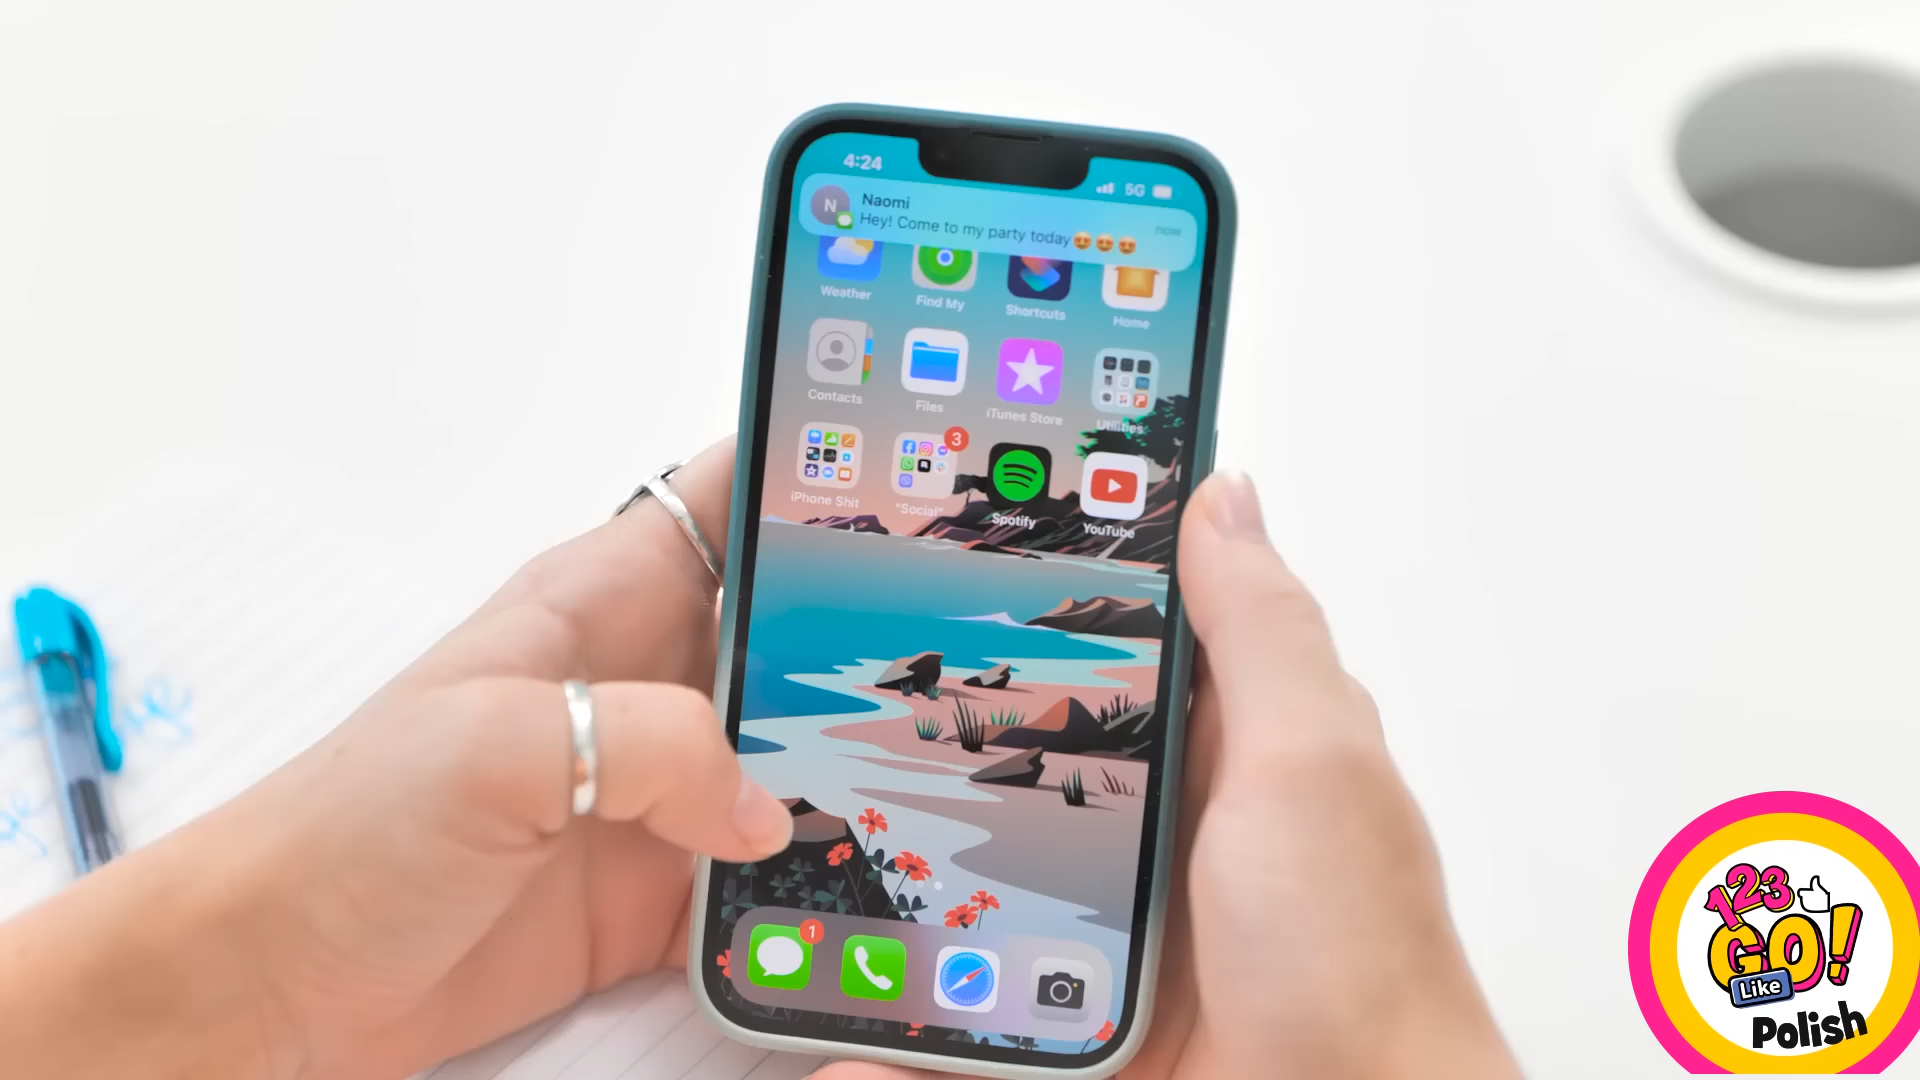 4:24
5G
Naomi
now
Hey! Come to my party today😍😍😍
N
Weather
Find My
Shortcuts
Home
Contacts
Files
iTunes Store
Utilities
3
iPhone Shit
"Social"
Spotify
YouTube
1
123
GO!
Like
Polish